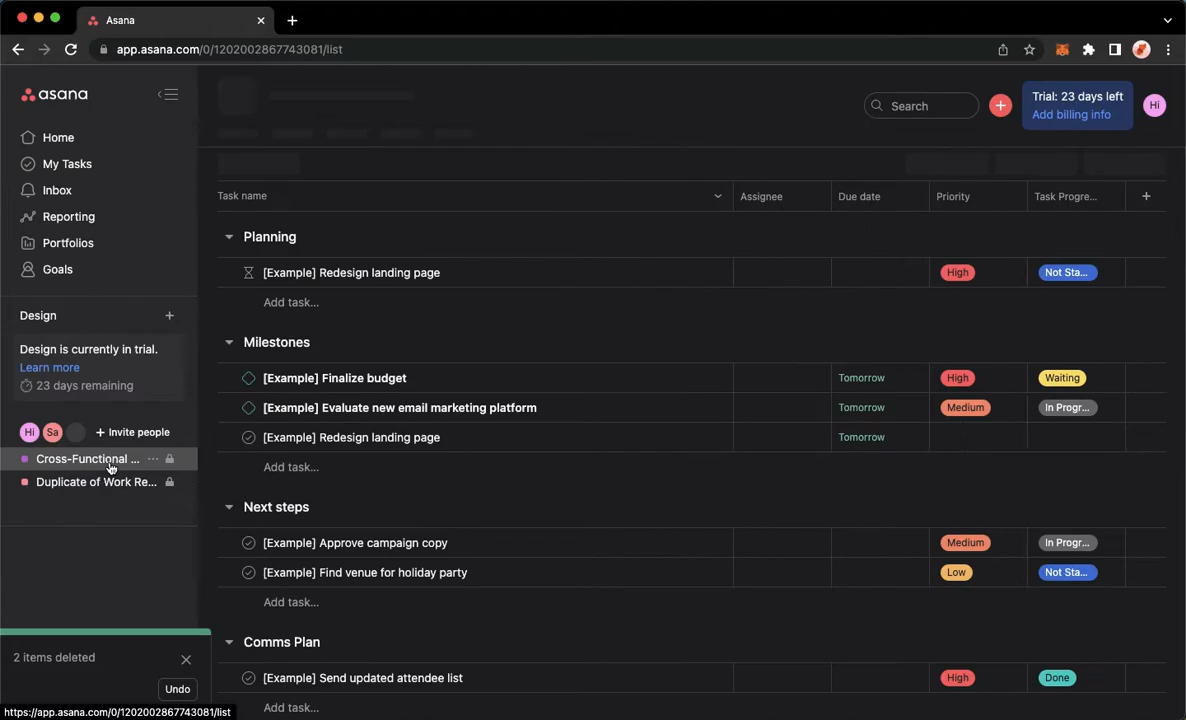 Asana
app.asana.com/0/1202002867743081/list
asana
Search
Trial: 23 days left
Add billing info
Hi
Home
My Tasks
Inbox
Reporting
Portfolios
Goals
Design
Design is currently in trial.
Learn more
23 days remaining
Hi Sa Invite people
Cross-Functional ...
Duplicate of Work Re...
Task name Assignee Due date Priority Task Progre...
Planning
[Example] Redesign landing page High Not Sta...
Add task...
Milestones
[Example] Finalize budget Tomorrow High Waiting
[Example] Evaluate new email marketing platform Tomorrow Medium In Progr...
[Example] Redesign landing page Tomorrow
Add task...
Next steps
[Example] Approve campaign copy Medium In Progr...
[Example] Find venue for holiday party Low Not Sta...
Add task...
Comms Plan
[Example] Send updated attendee list High Done
Add task...
2 items deleted
Undo
https://app.asana.com/0/1202002867743081/list